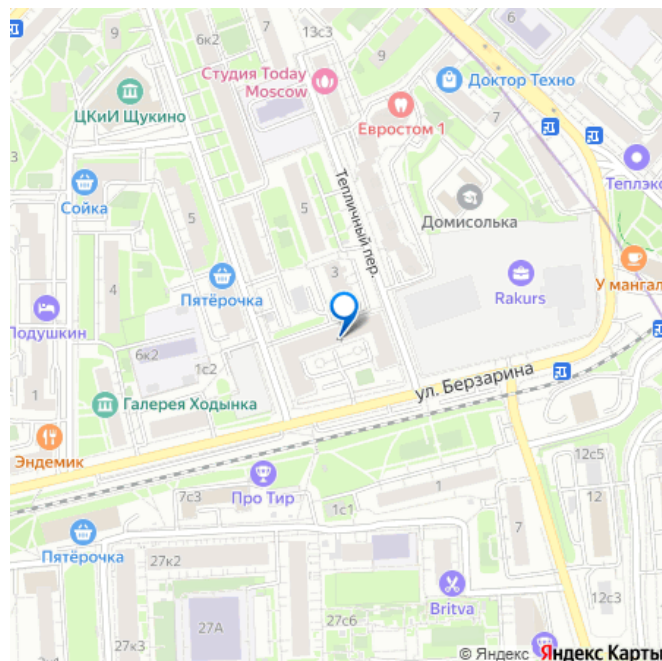 9
6к2
13с3
6
9
7
Студия Today
Moscow
Доктор Техно
Евростом 1
ЦКиИ Щукино
7
3
Теплэкс
Сойка
Тепличный пер.
Домисолька
5
5
3
У мангал
Пятёрочка
Rakurs
4
Подушкин
6к2
1с2
1
ул. Берзарина
Галерея Ходынка
Эндемик
12с5
Про Тир
7с3
1
12
1с1
Пятёрочка
7
27к2
Britva
12с3
27А
27с6
27к3
© Яндекс Яндекс Карты